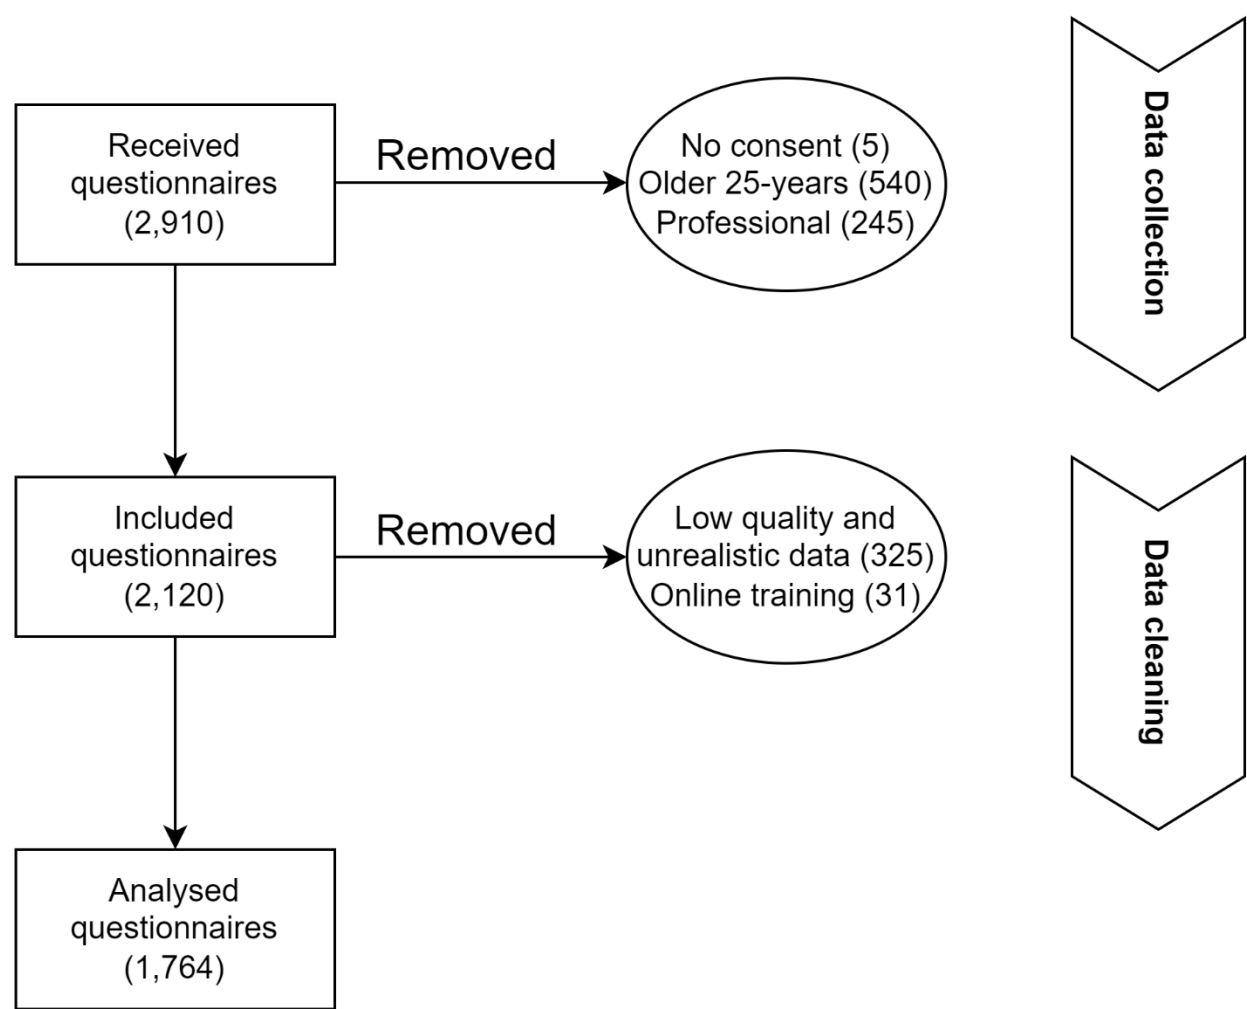 Received
questionnaires
(2,910)
Removed
No consent (5)
Older 25-years (540)
Professional (245)
Data collection
Included
questionnaires
(2,120)
Removed
Low quality and
unrealistic data (325)
Online training (31)
Data cleaning
Analysed
questionnaires
(1,764)